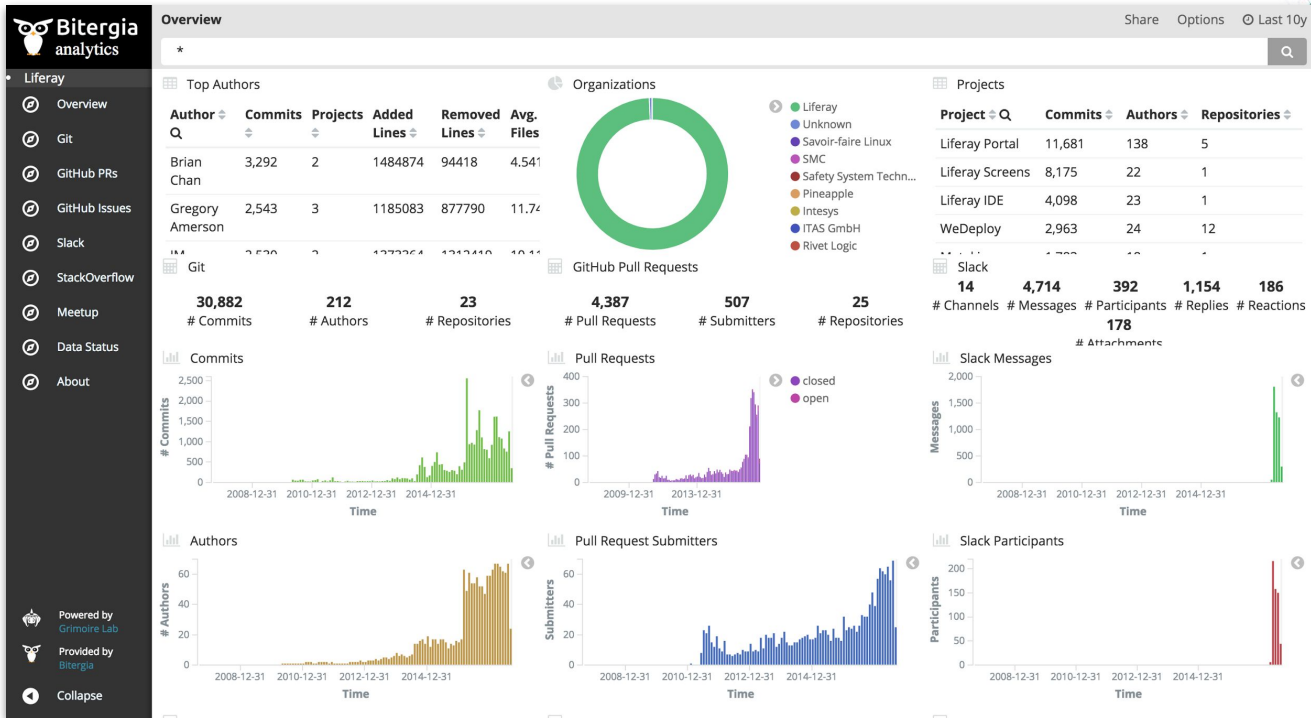 Bitergia
analytics
Liferay
Overview
Git
GitHub PRs
GitHub Issues
Slack
StackOverflow
Meetup
Data Status
About
Powered by
Grimoire Lab
Provided by
Bitergia
Collapse
Overview
Share Options Last 10y
*
Top Authors
Author Commits Projects Added Lines Removed Lines Avg. Files
Brian Chan 3,292 2 1484874 94418 4.541
Gregory Amerson 2,543 3 1185083 877790 11.74
Organizations
Liferay
Unknown
Savoir-faire Linux
SMC
Safety System Techn...
Pineapple
Intesys
ITAS GmbH
Rivet Logic
Projects
Project Commits Authors Repositories
Liferay Portal 11,681 138 5
Liferay Screens 8,175 22 1
Liferay IDE 4,098 23 1
WeDeploy 2,963 24 12
Git
30,882 212 23
# Commits # Authors # Repositories
GitHub Pull Requests
4,387 507 25
# Pull Requests # Submitters # Repositories
Slack
14 4,714 392 1,154 186
# Channels # Messages # Participants # Replies # Reactions
178
# Attachments
Commits
# Commits
2,500
2,000
1,500
1,000
500
0
2008-12-31 2010-12-31 2012-12-31 2014-12-31
Time
Pull Requests
# Pull Requests
400
300
200
100
0
2009-12-31 2013-12-31
Time
closed
open
Slack Messages
Messages
2,000
1,500
1,000
500
0
2008-12-31 2010-12-31 2012-12-31 2014-12-31
Time
Authors
# Authors
60
40
20
0
2008-12-31 2010-12-31 2012-12-31 2014-12-31
Time
Pull Request Submitters
Submitters
60
40
20
0
2008-12-31 2010-12-31 2012-12-31 2014-12-31
Time
Slack Participants
Participants
200
150
100
50
0
2008-12-31 2010-12-31 2012-12-31 2014-12-31
Time